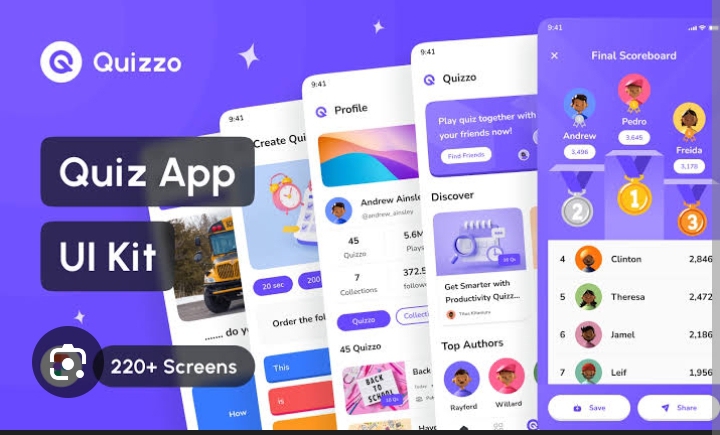 Quizzo
Quiz App
UI Kit
220+ Screens
....... do yo
How
9:41
Create Qui
20 sec
200
Order the fol
This
is
9:41
Profile
Andrew Ainsle
@andrew_ainsley
45
Quizzo
5.6M
Plays
7
Collections
372.5
follow
Quizzo
Collecti
45 Quizzo
BACK
TO
SCHOOL
Back
9:41
Quizzo
Play quiz together with
your friends now!
Find Friends
Discover
Get Smarter with
Productivity Quizz...
Titus Kitamura
Top Authors
Rayford
Willard
9:41
Final Scoreboard
Andrew
3,496
Pedro
3,645
Freida
3,178
2
1
3
4 Clinton 2,846
5 Theresa 2,472
6 Jamel 2,186
7 Leif 1,956
Save
Share